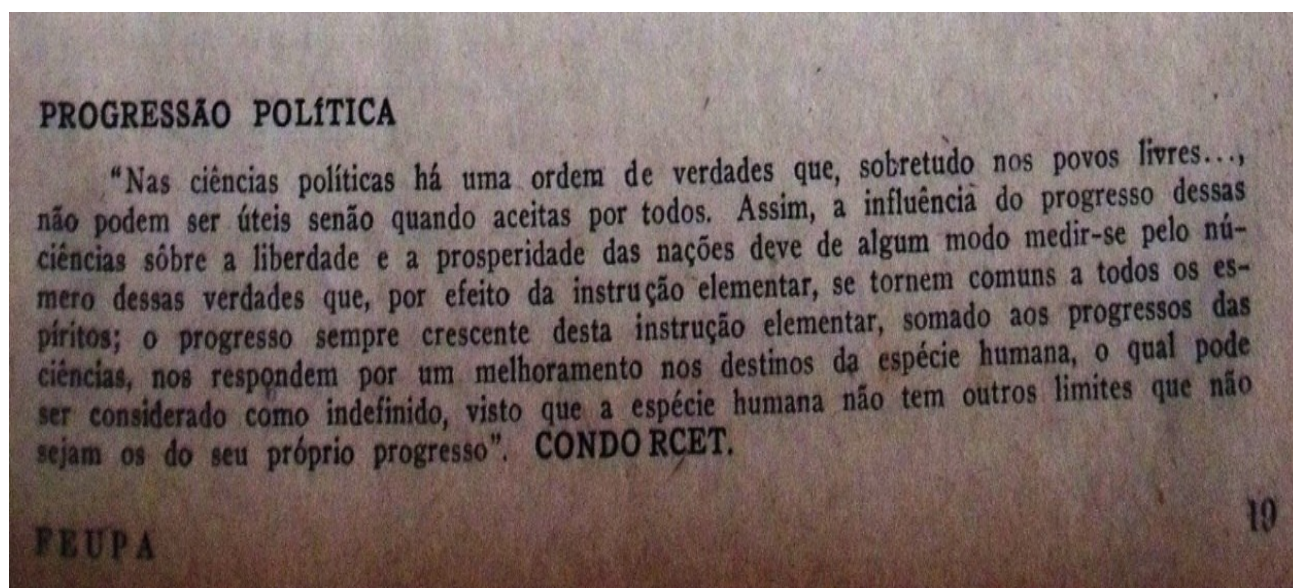 PROGRESSÃO POLÍTICA
"Nas ciências políticas há uma ordem de verdades que, sobretudo nos povos livres...,
não podem ser úteis senão quando aceitas por todos. Assim, a influência do progresso dessas
ciências sôbre a liberdade e a prosperidade das nações deve de algum modo medir-se pelo nú-
mero dessas verdades que, por efeito da instrução elementar, se tornem comuns a todos os es-
píritos; o progresso sempre crescente desta instrução elementar, somado aos progressos das
ciências, nos respondem por um melhoramento nos destinos da espécie humana, o qual pode
ser considerado como indefinido, visto que a espécie humana não tem outros limites que não
sejam os do seu próprio progresso". CONDO RCET.
FEUPA
19